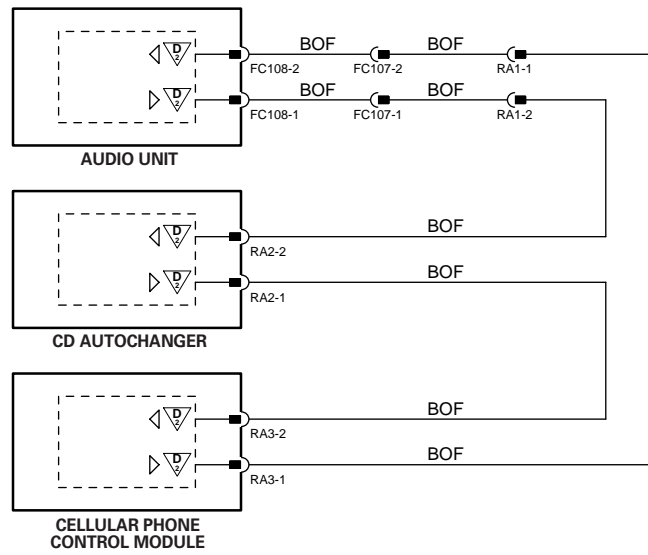 D 2 BOF BOF
FC108-2 FC107-2 RA1-1
D 2 BOF BOF
FC108-1 FC107-1 RA1-2
AUDIO UNIT
D 2 BOF
RA2-2
D 2 BOF
RA2-1
CD AUTOCHANGER
D 2 BOF
RA3-2
D 2 BOF
RA3-1
CELLULAR PHONE
CONTROL MODULE